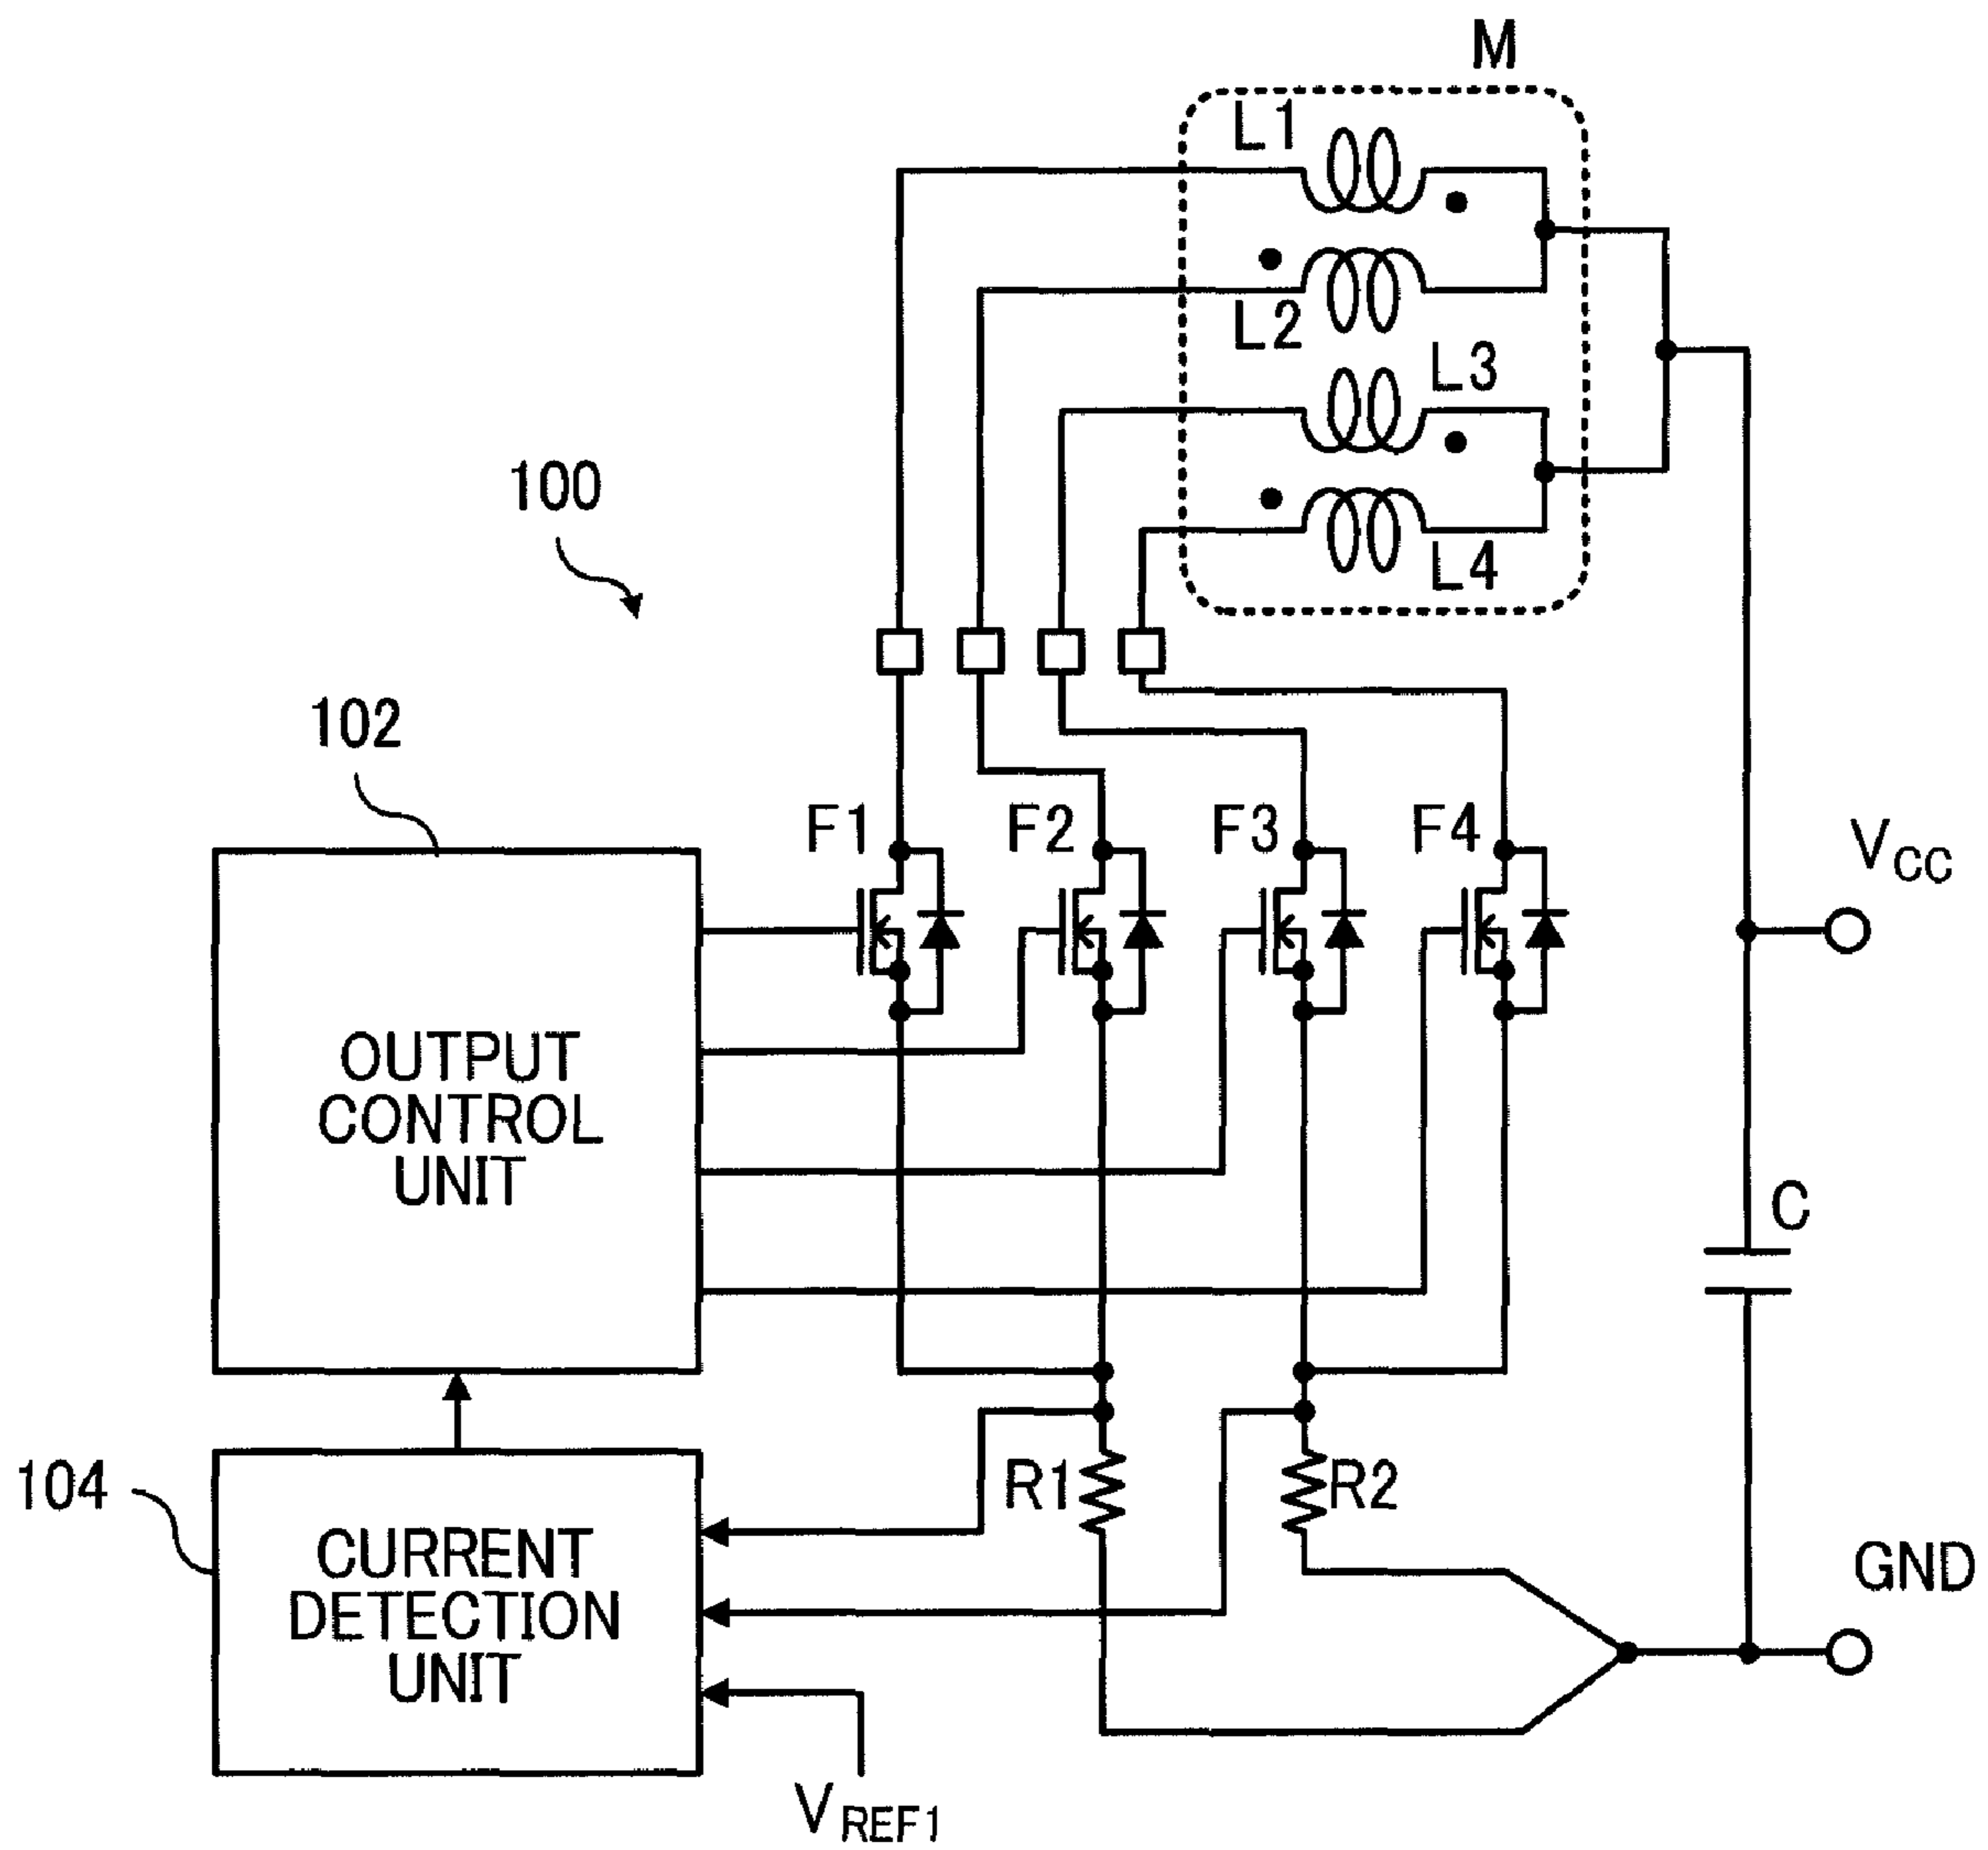 M
L1
L2
L3
L4
100
102
F1
F2
F3
F4
VCC
OUTPUT
CONTROL
UNIT
C
104
R1
R2
CURRENT
DETECTION
UNIT
GND
VREF1